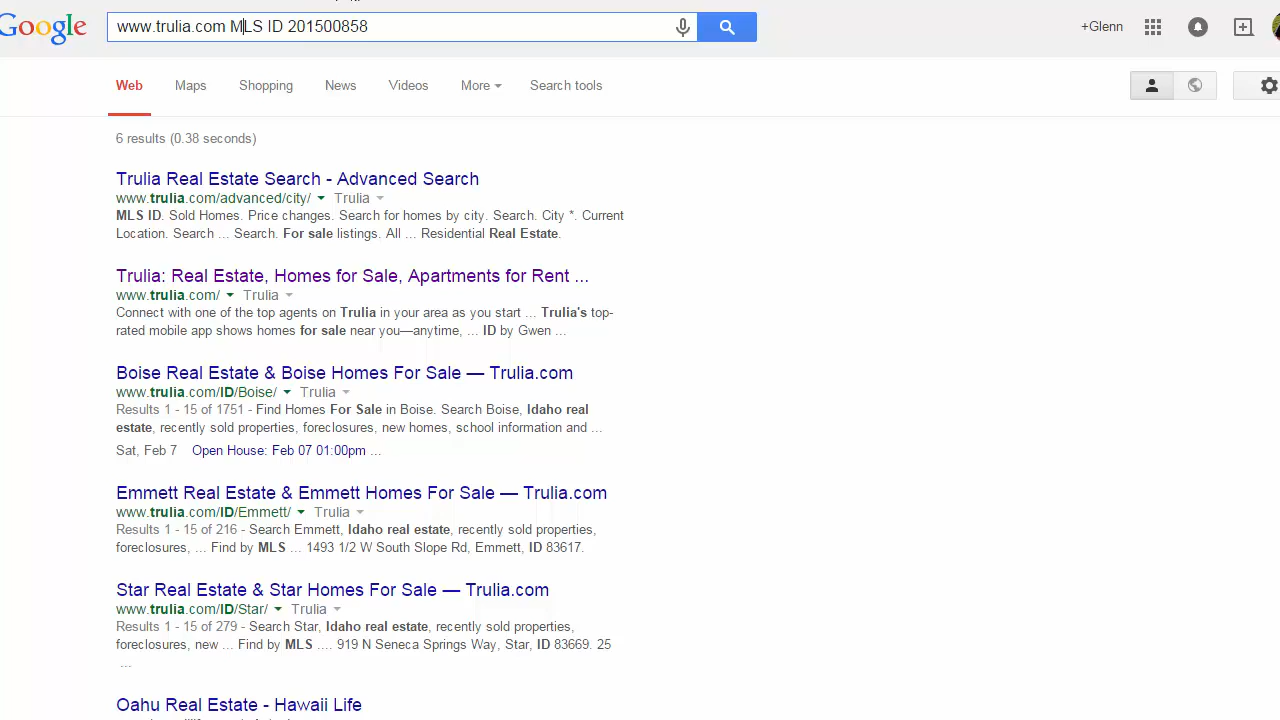 Google www.trulia.com MLS ID 201500858 +Glenn
Web Maps Shopping News Videos More Search tools
6 results (0.38 seconds)
Trulia Real Estate Search - Advanced Search
www.trulia.com/advanced/city/ Trulia
MLS ID. Sold Homes. Price changes. Search for homes by city. Search. City *. Current
Location. Search ... Search. For sale listings. All ... Residential Real Estate.
Trulia: Real Estate, Homes for Sale, Apartments for Rent ...
www.trulia.com/ Trulia
Connect with one of the top agents on Trulia in your area as you start ... Trulia's top-
rated mobile app shows homes for sale near you—anytime, ... ID by Gwen ...
Boise Real Estate & Boise Homes For Sale — Trulia.com
www.trulia.com/ID/Boise/ Trulia
Results 1 - 15 of 1751 - Find Homes For Sale in Boise. Search Boise, Idaho real
estate, recently sold properties, foreclosures, new homes, school information and ...
Sat, Feb 7 Open House: Feb 07 01:00pm ...
Emmett Real Estate & Emmett Homes For Sale — Trulia.com
www.trulia.com/ID/Emmett/ Trulia
Results 1 - 15 of 216 - Search Emmett, Idaho real estate, recently sold properties,
foreclosures, ... Find by MLS ... 1493 1/2 W South Slope Rd, Emmett, ID 83617.
Star Real Estate & Star Homes For Sale — Trulia.com
www.trulia.com/ID/Star/ Trulia
Results 1 - 15 of 279 - Search Star, Idaho real estate, recently sold properties,
foreclosures, new ... Find by MLS .... 919 N Seneca Springs Way, Star, ID 83669. 25
...
Oahu Real Estate - Hawaii Life